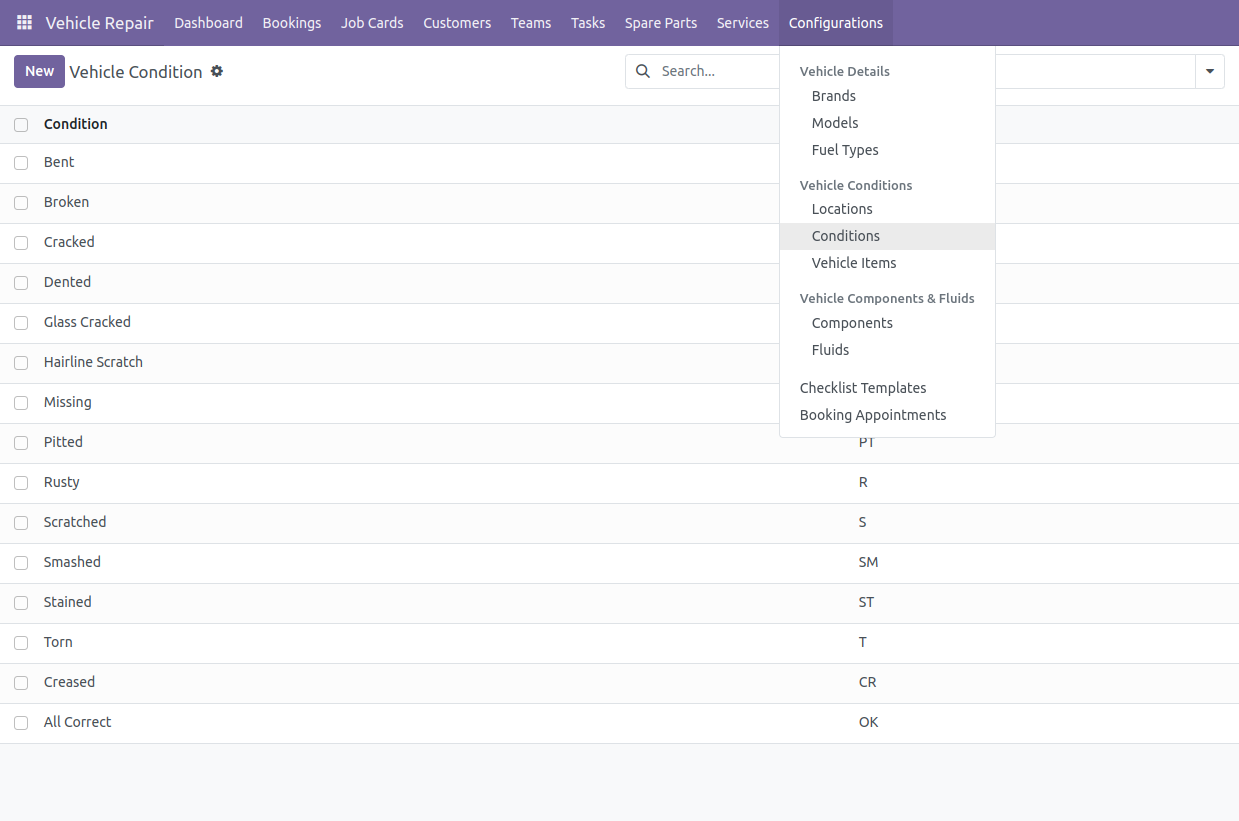 Vehicle Repair Dashboard Bookings Job Cards Customers Teams Tasks Spare Parts Services Configurations
New Vehicle Condition Search...
Vehicle Details
Brands
Models
Fuel Types
Vehicle Conditions
Locations
Conditions
Vehicle Items
Vehicle Components & Fluids
Components
Fluids
Checklist Templates
Booking Appointments
Condition
Bent
Broken
Cracked
Dented
Glass Cracked
Hairline Scratch
Missing
Pitted PT
Rusty R
Scratched S
Smashed SM
Stained ST
Torn T
Creased CR
All Correct OK